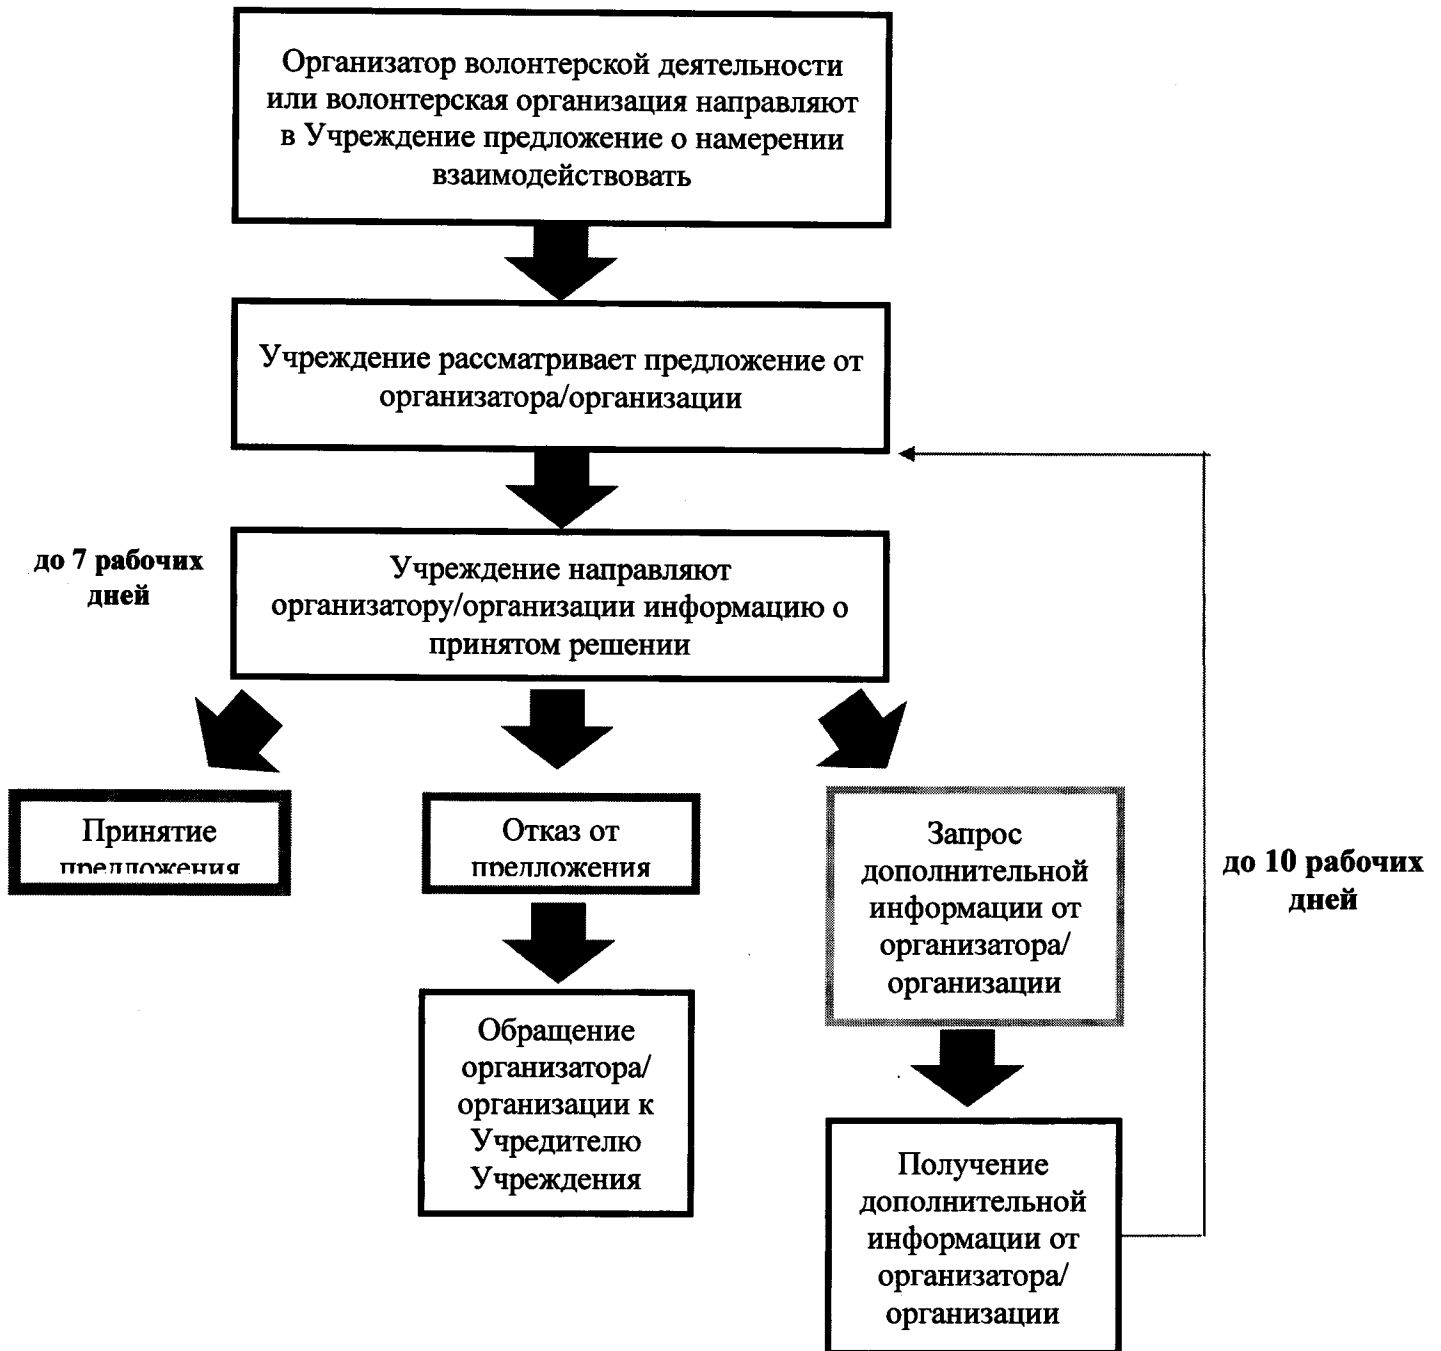 Организатор волонтерской деятельности
или волонтерская организация направляют
в Учреждение предложение о намерении
взаимодействовать
Учреждение рассматривает предложение от
организатора/организации
до 7 рабочих
дней
Учреждение направляют
организатору/организации информацию о
принятом решении
Принятие
предложения
Отказ от
предложения
Запрос
дополнительной
информации от
организатора/
организации
до 10 рабочих
дней
Обращение
организатора/
организации к
Учредителю
Учреждения
Получение
дополнительной
информации от
организатора/
организации